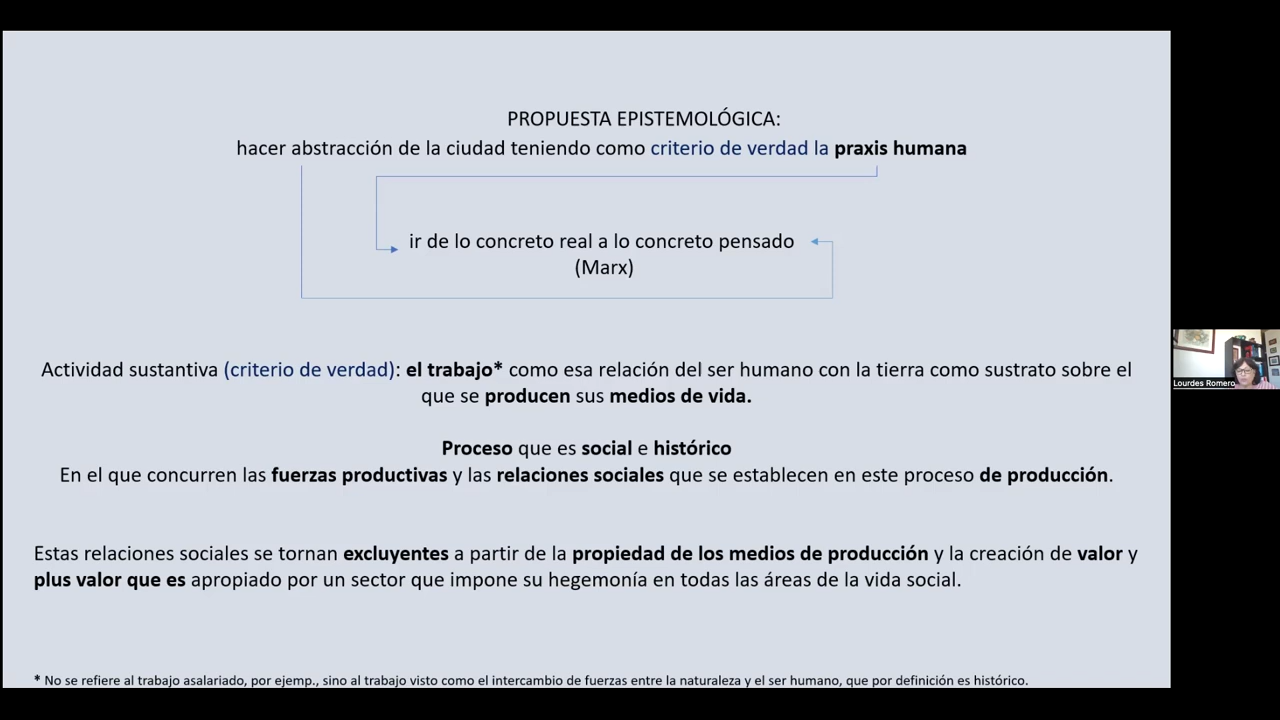 PROPUESTA EPISTEMOLÓGICA:
hacer abstracción de la ciudad teniendo como criterio de verdad la praxis humana
ir de lo concreto real a lo concreto pensado
(Marx)
Actividad sustantiva (criterio de verdad): el trabajo* como esa relación del ser humano con la tierra como sustrato sobre el
que se producen sus medios de vida.
Proceso que es social e histórico
En el que concurren las fuerzas productivas y las relaciones sociales que se establecen en este proceso de producción.
Estas relaciones sociales se tornan excluyentes a partir de la propiedad de los medios de producción y la creación de valor y
plus valor que es apropiado por un sector que impone su hegemonía en todas las áreas de la vida social.
* No se refiere al trabajo asalariado, por ejemp., sino al trabajo visto como el intercambio de fuerzas entre la naturaleza y el ser humano, que por definición es histórico.
Lourdes Romero